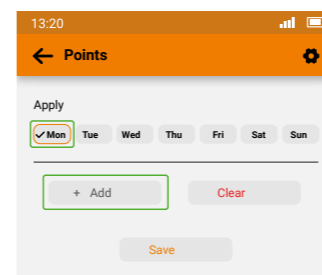 13:20
Points
Apply
Mon Tue Wed Thu Fri Sat Sun
+ Add Clear
Save